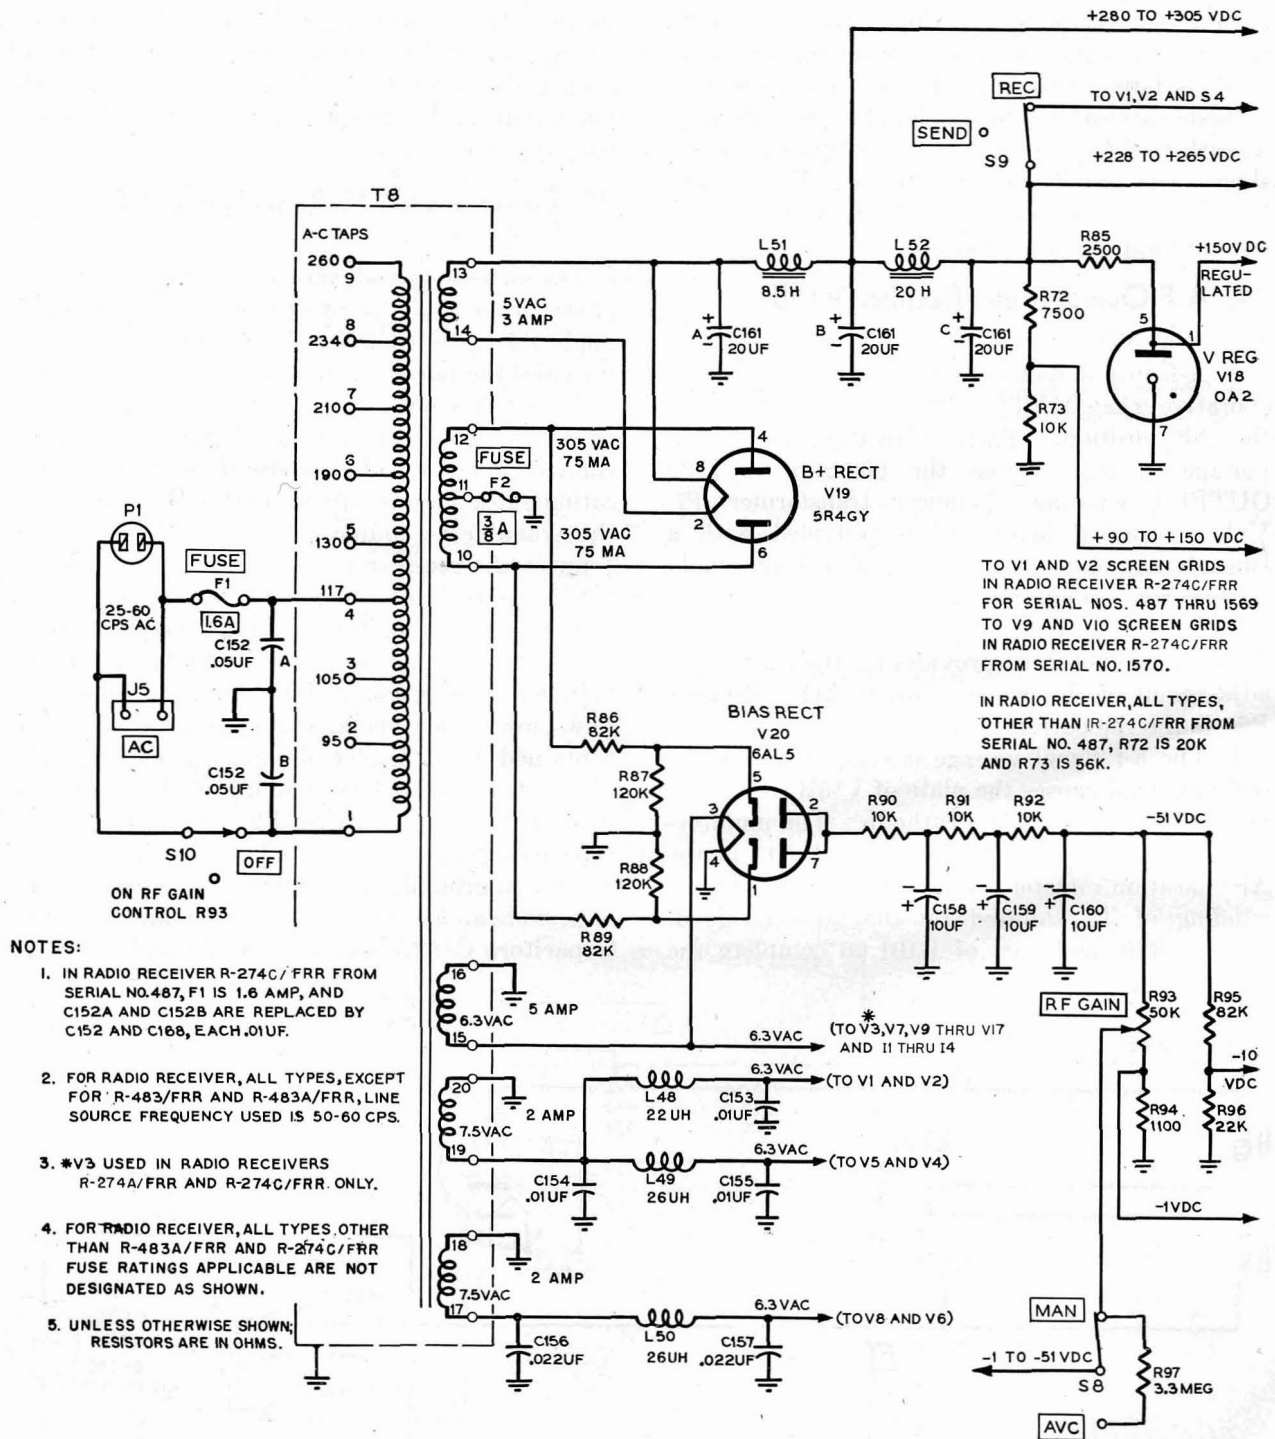 +280 TO +305 VDC
REC
TO V1,V2 AND S4
SEND
S9
+228 TO +265 VDC
T8
A-C TAPS
260
9
8
234
7
210
6
190
5
130
117
4
3
105
2
95
1
13
5 VAC
3 AMP
14
12
305 VAC
75 MA
11
FUSE
F2
3/8 A
305 VAC
75 MA
10
L51
8.5 H
L52
20 H
R85
2500
+150V DC
REGU-
LATED
A
+
-
C161
20UF
B
+
-
C161
20UF
C
+
-
C161
20UF
R72
7500
R73
10K
5
1
V REG
V18
OA2
7
4
8
2
6
B+ RECT
V19
5R4GY
+90 TO +150 VDC
TO V1 AND V2 SCREEN GRIDS
IN RADIO RECEIVER R-274C/FRR
FOR SERIAL NOS. 487 THRU 1569
TO V9 AND V10 SCREEN GRIDS
IN RADIO RECEIVER R-274C/FRR
FROM SERIAL NO. 1570.
IN RADIO RECEIVER, ALL TYPES,
OTHER THAN R-274C/FRR FROM
SERIAL NO. 487, R72 IS 20K
AND R73 IS 56K.
P1
FUSE
F1
1.6A
25-60
CPS AC
C152
.05UF
A
J5
AC
C152
.05UF
B
S10
OFF
ON RF GAIN
CONTROL R93
BIAS RECT
V20
6AL5
R86
82K
R87
120K
R88
120K
R89
82K
5
3
4
2
7
1
R90
10K
R91
10K
R92
10K
-51 VDC
-
+
C158
10UF
-
+
C159
10UF
-
+
C160
10UF
RF GAIN
R93
50K
R95
82K
-10
VDC
R94
1100
R96
22K
-1VDC
16
5 AMP
6.3VAC
15
6.3VAC
*
(TO V3,V7,V9 THRU V17
AND I1 THRU I4
20
2 AMP
7.5VAC
19
L48
22 UH
6.3VAC
C153
.01UF
(TO V1 AND V2)
C154
.01UF
L49
26UH
6.3VAC
C155
.01UF
(TO V5 AND V4)
18
2 AMP
7.5VAC
17
C156
.022UF
L50
26UH
6.3VAC
C157
.022UF
(TO V8 AND V6)
MAN
-1 TO -51 VDC
S8
R97
3.3 MEG
AVC
NOTES:
1. IN RADIO RECEIVER R-274C/FRR FROM
SERIAL NO.487, F1 IS 1.6 AMP, AND
C152A AND C152B ARE REPLACED BY
C152 AND C168, EACH .01UF.
2. FOR RADIO RECEIVER, ALL TYPES, EXCEPT
FOR R-483/FRR AND R-483A/FRR, LINE
SOURCE FREQUENCY USED IS 50-60 CPS.
3. *V3 USED IN RADIO RECEIVERS
R-274A/FRR AND R-274C/FRR ONLY.
4. FOR RADIO RECEIVER, ALL TYPES, OTHER
THAN R-483A/FRR AND R-274C/FRR
FUSE RATINGS APPLICABLE ARE NOT
DESIGNATED AS SHOWN.
5. UNLESS OTHERWISE SHOWN;
RESISTORS ARE IN OHMS.